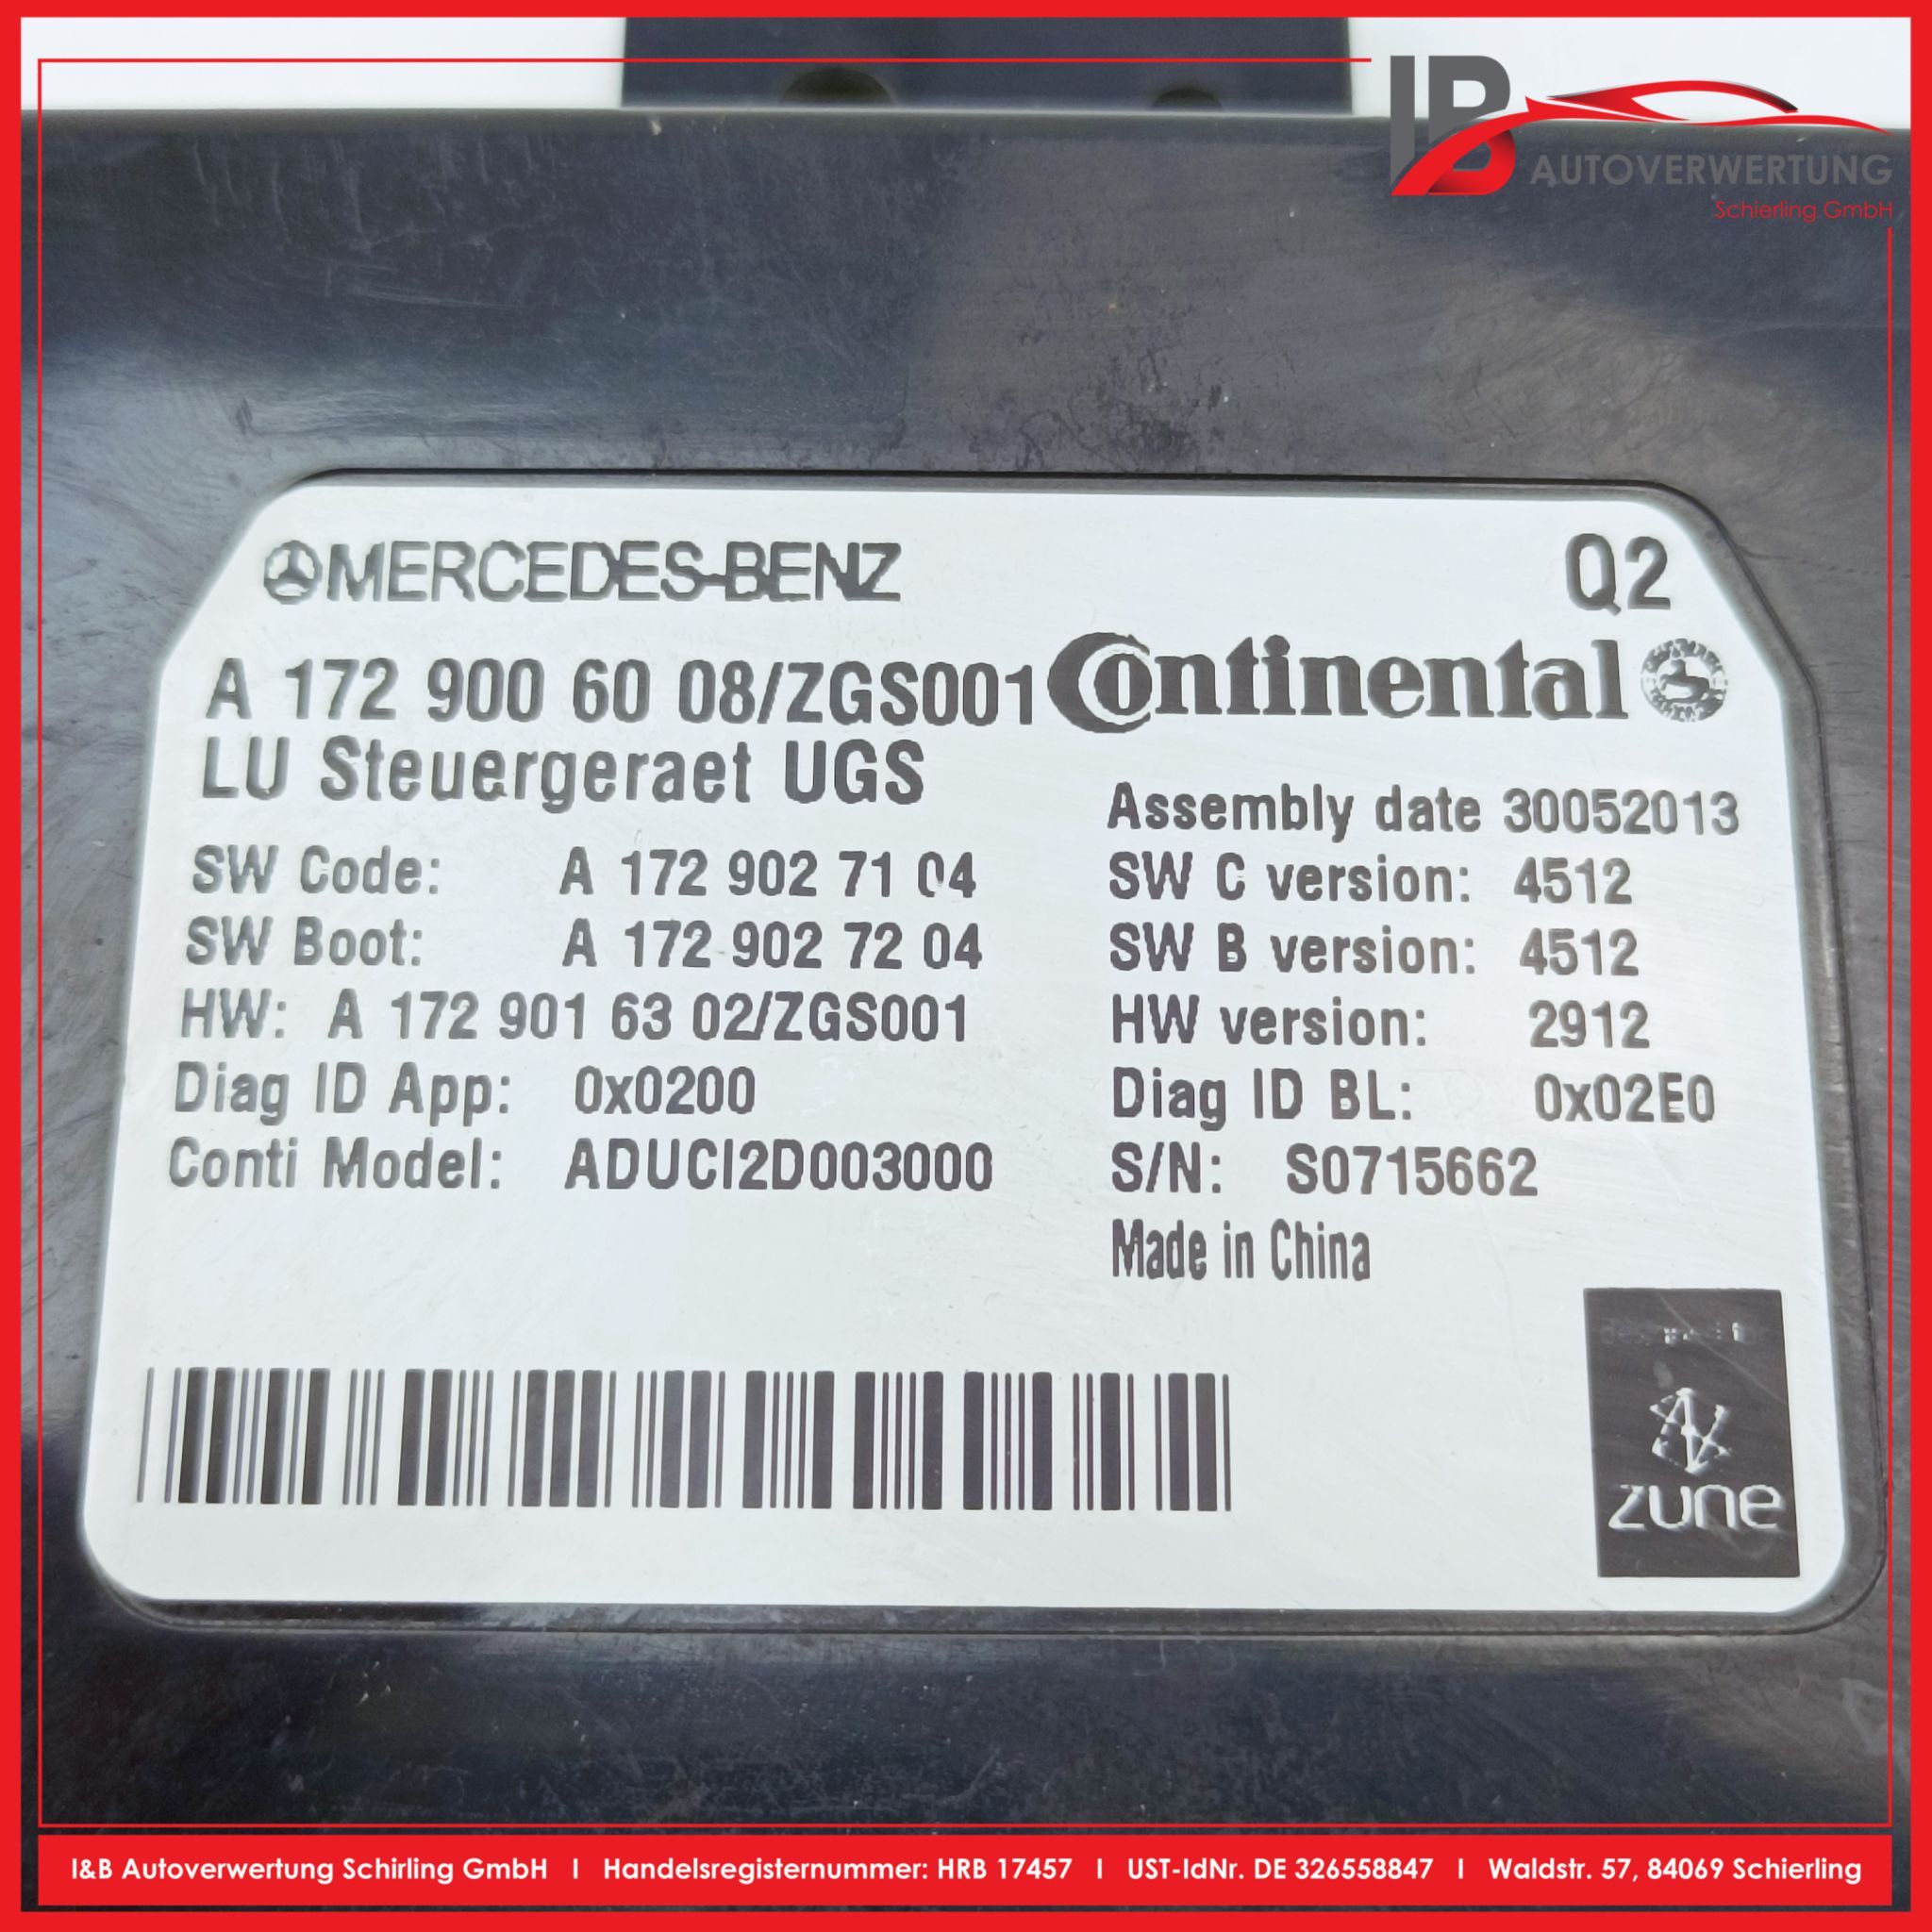 IB
AUTOVERWERTUNG
Schierling GmbH
MERCEDES-BENZ
Q2
A 172 900 60 08/ZGS001
Continental
LU Steuergeraet UGS
Assembly date 30052013
SW Code: A 172 902 71 04
SW C version: 4512
SW Boot: A 172 902 72 04
SW B version: 4512
HW: A 172 901 63 02/ZGS001
HW version: 2912
Diag ID App: 0x0200
Diag ID BL: 0x02E0
Conti Model: ADUCI2D003000
S/N: S0715662
Made in China
zune
I&B Autoverwertung Schirling GmbH I Handelsregisternummer: HRB 17457 I UST-IdNr. DE 326558847 I Waldstr. 57, 84069 Schierling